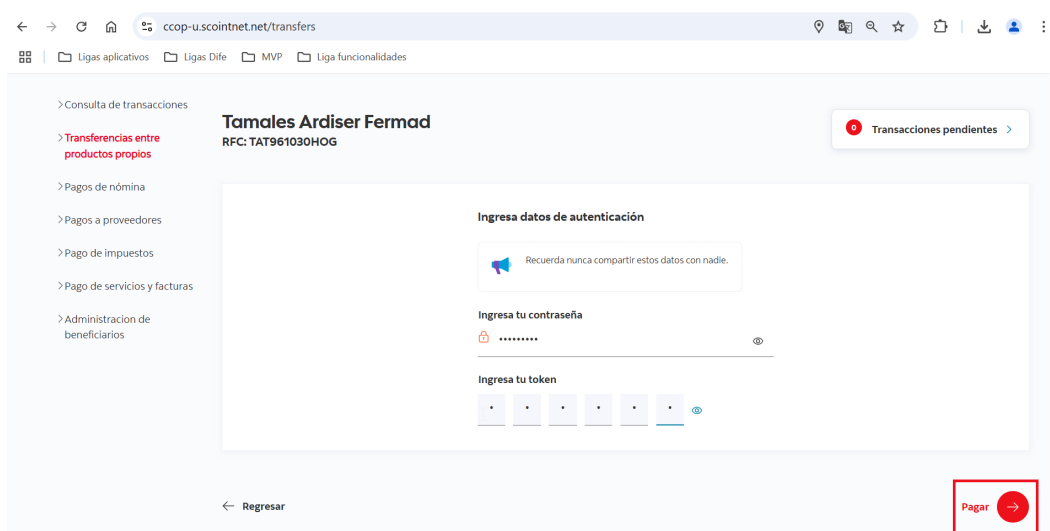 ccop-u.scointnet.net/transfers
Ligas aplicativos Ligas Dife MVP Liga funcionalidades
Consulta de transacciones
Transferencias entre
productos propios
Pagos de nómina
Pagos a proveedores
Pago de impuestos
Pago de servicios y facturas
Administracion de
beneficiarios
Tamales Ardiser Fermad
RFC: TAT961030HOG
0 Transacciones pendientes
Ingresa datos de autenticación
Recuerda nunca compartir estos datos con nadie.
Ingresa tu contraseña
•••••••••
Ingresa tu token
• • • • • •
Regresar
Pagar